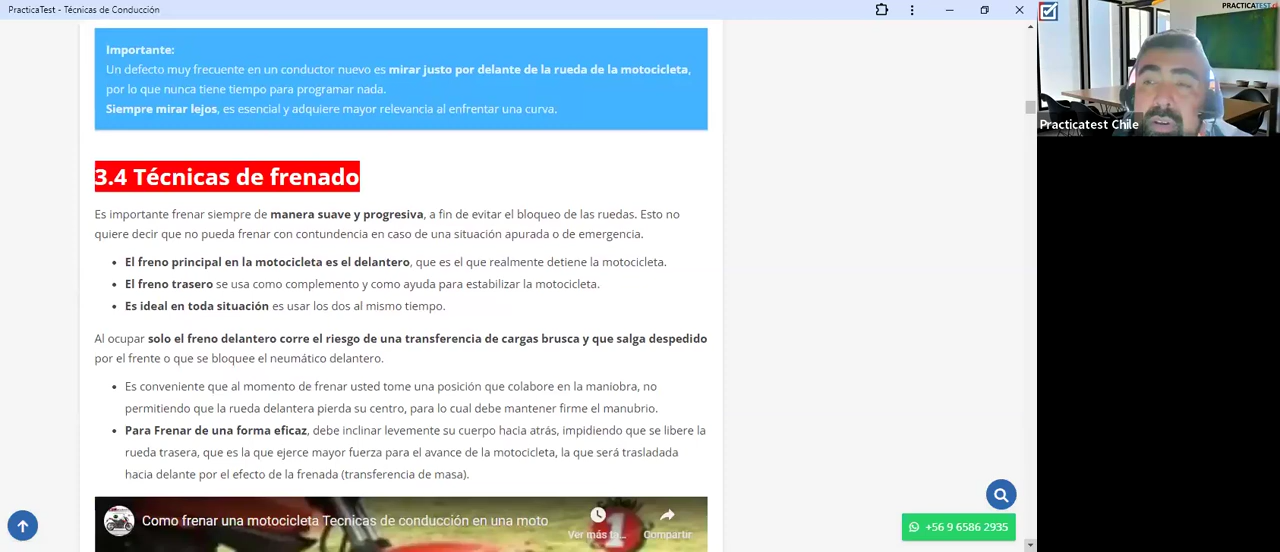 PracticaTest - Técnicas de Conducción
PRACTICATEST
Importante:
Un defecto muy frecuente en un conductor nuevo es mirar justo por delante de la rueda de la motocicleta,
por lo que nunca tiene tiempo para programar nada.
Siempre mirar lejos, es esencial y adquiere mayor relevancia al enfrentar una curva.
Practicatest Chile
3.4 Técnicas de frenado
Es importante frenar siempre de manera suave y progresiva, a fin de evitar el bloqueo de las ruedas. Esto no
quiere decir que no pueda frenar con contundencia en caso de una situación apurada o de emergencia.
• El freno principal en la motocicleta es el delantero, que es el que realmente detiene la motocicleta.
• El freno trasero se usa como complemento y como ayuda para estabilizar la motocicleta.
• Es ideal en toda situación es usar los dos al mismo tiempo.
Al ocupar solo el freno delantero corre el riesgo de una transferencia de cargas brusca y que salga despedido
por el frente o que se bloquee el neumático delantero.
• Es conveniente que al momento de frenar usted tome una posición que colabore en la maniobra, no
permitiendo que la rueda delantera pierda su centro, para lo cual debe mantener firme el manubrio.
• Para Frenar de una forma eficaz, debe inclinar levemente su cuerpo hacia atrás, impidiendo que se libere la
rueda trasera, que es la que ejerce mayor fuerza para el avance de la motocicleta, la que será trasladada
hacia delante por el efecto de la frenada (transferencia de masa).
Como frenar una motocicleta Tecnicas de conducción en una moto
1
Ver más ta...
Compartir
+56 9 6586 2935